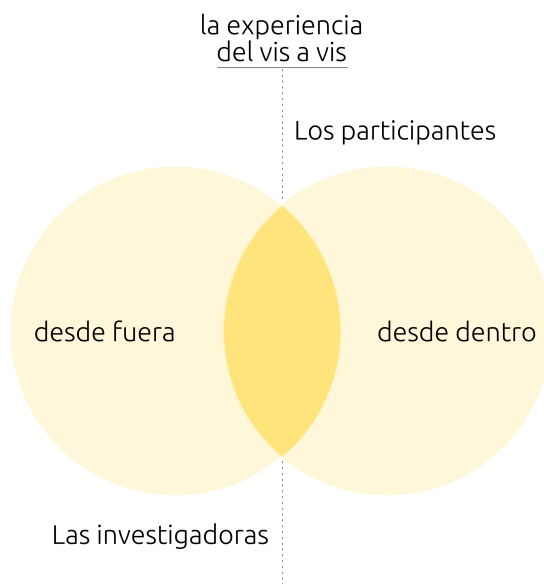 la experiencia
del vis a vis
Los participantes
desde fuera
desde dentro
Las investigadoras